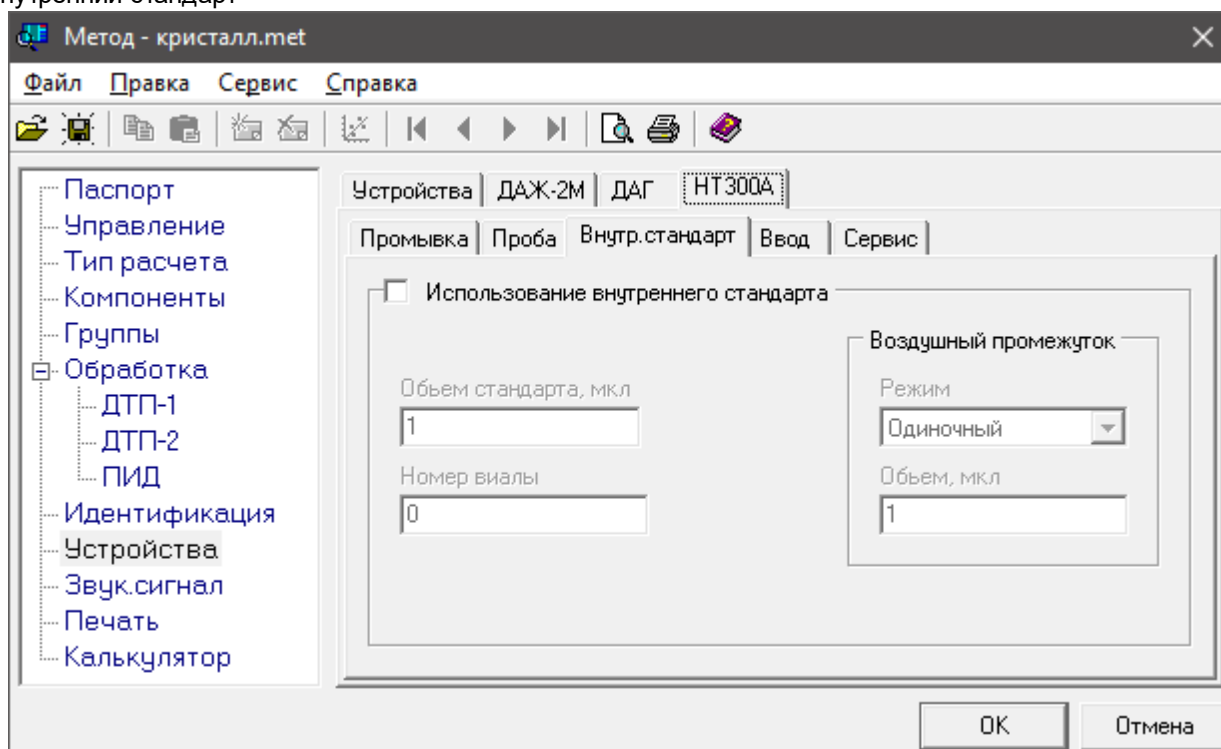 нутренний стандарт
Метод - кристалл.met
Файл Правка Сервис Справка
Паспорт
Управление
Тип расчета
Компоненты
Группы
Обработка
ДТП-1
ДТП-2
ПИД
Идентификация
Устройства
Звук.сигнал
Печать
Калькулятор
Устройства ДАЖ-2М ДАГ HT300A
Промывка Проба Внутр.стандарт Ввод Сервис
Использование внутреннего стандарта
Обьем стандарта, мкл
1
Номер виалы
0
Воздушный промежуток
Режим
Одиночный
Обьем, мкл
1
OK Отмена